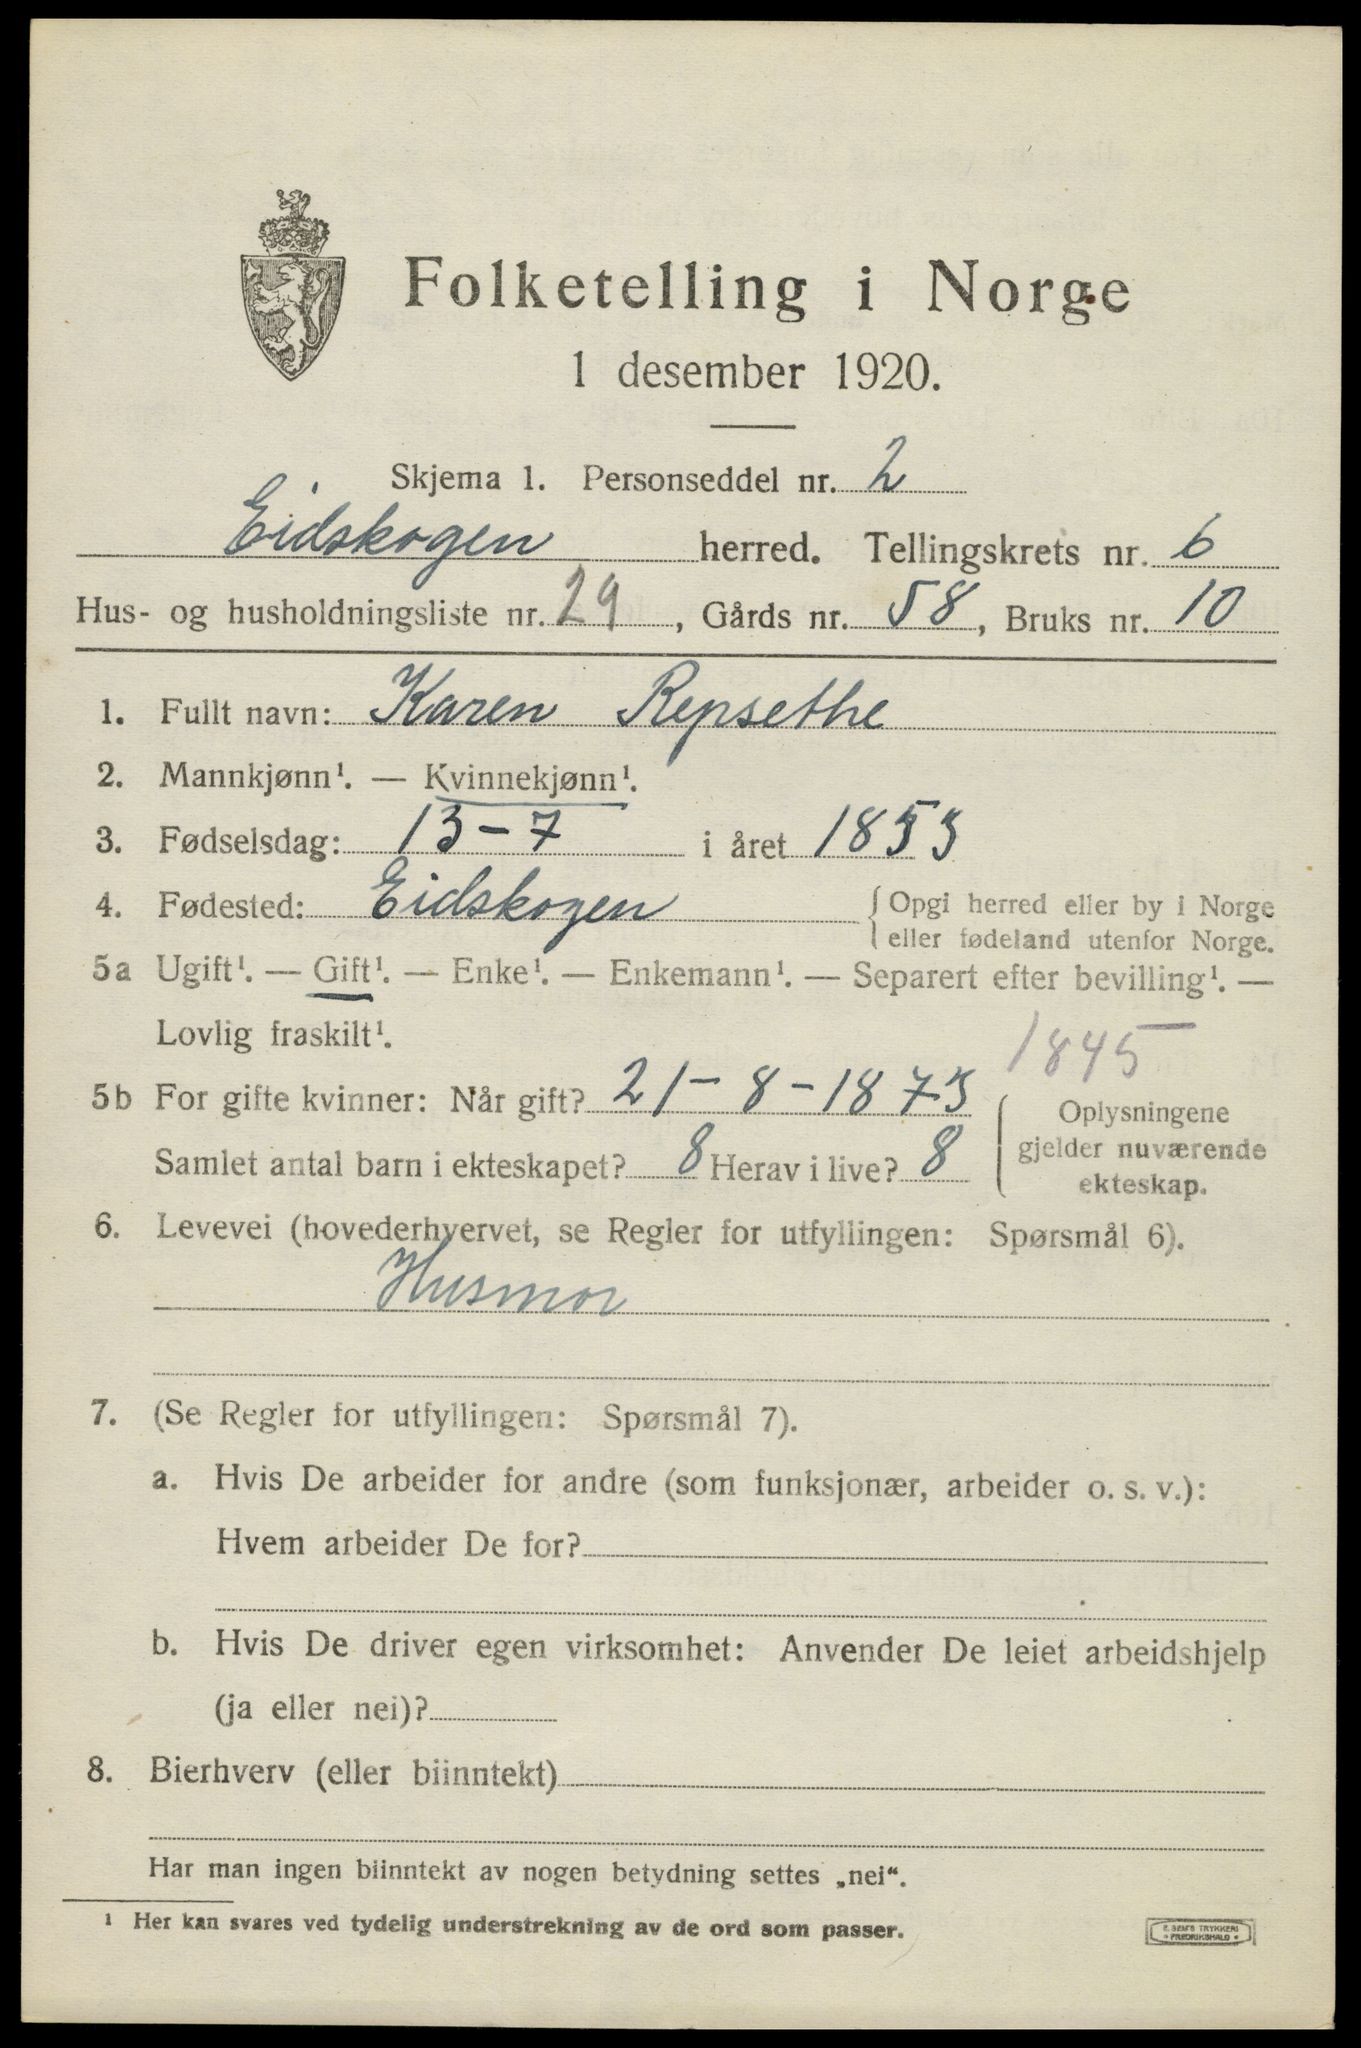 Folketelling i Norge
1 desember 1920.
Skjema 1. Personseddel nr. 2
Eidskogen herred. Tellingskrets nr. 6
Hus- og husholdningsliste nr. 29, Gårds nr. 58, Bruks nr. 10
1. Fullt navn: Karen Repsethe
2. Mannkjønn¹. — Kvinnekjønn¹.
3. Fødselsdag: 13-7 i året 1853
4. Fødested: Eidskogen { Opgi herred eller by i Norge
eller fødeland utenfor Norge.
5a Ugift¹. — Gift¹. — Enke¹. — Enkemann¹. — Separert efter bevilling¹. —
Lovlig fraskilt¹.
1845
5b For gifte kvinner: Når gift? 21-8-1873
Samlet antal barn i ekteskapet? 8 Herav i live? 8
Oplysningene
gjelder nuværende
ekteskap.
6. Levevei (hovederhvervet, se Regler for utfyllingen: Spørsmål 6).
Husmor
7. (Se Regler for utfyllingen: Spørsmål 7).
a. Hvis De arbeider for andre (som funksjonær, arbeider o. s. v.):
Hvem arbeider De for?
b. Hvis De driver egen virksomhet: Anvender De leiet arbeidshjelp
(ja eller nei)?
8. Bierhverv (eller biinntekt)
Har man ingen biinntekt av nogen betydning settes „nei“.
¹ Her kan svares ved tydelig understrekning av de ord som passer.
E. SEMS TRYKKERI
FREDRIKSHALD